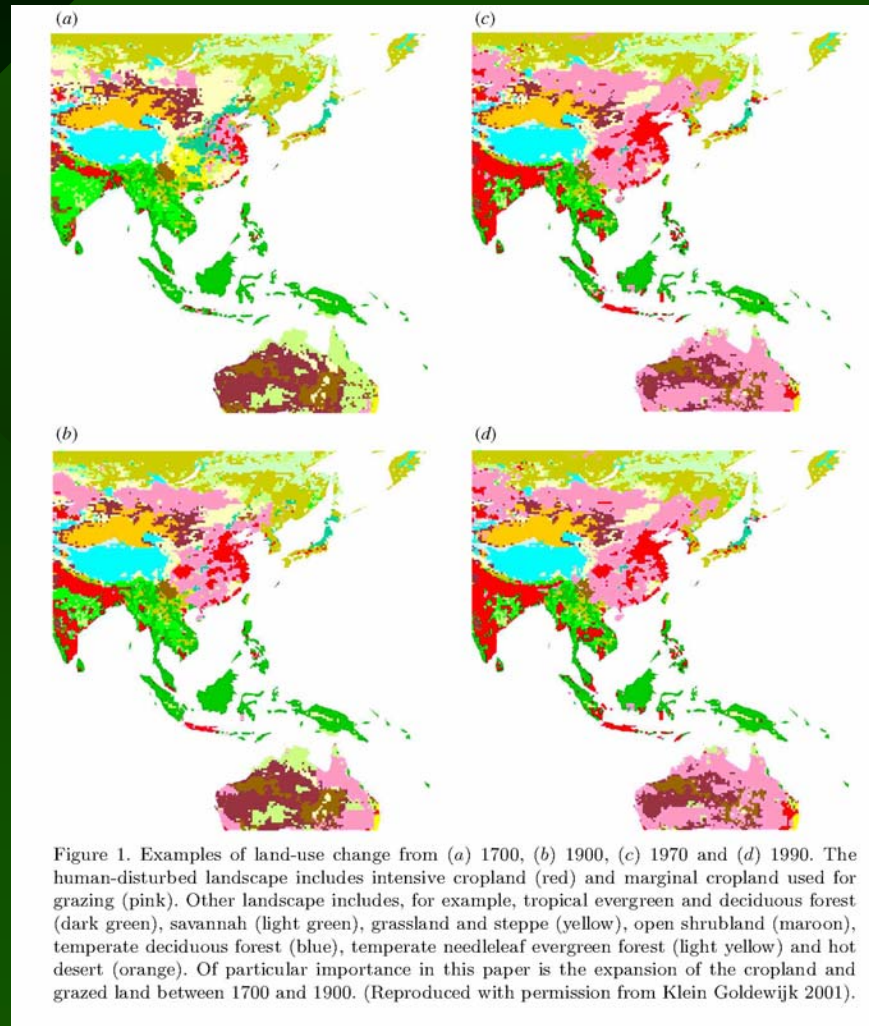 (a)
(c)
(b)
(d)
Figure 1. Examples of land-use change from (a) 1700, (b) 1900, (c) 1970 and (d) 1990. The
human-disturbed landscape includes intensive cropland (red) and marginal cropland used for
grazing (pink). Other landscape includes, for example, tropical evergreen and deciduous forest
(dark green), savannah (light green), grassland and steppe (yellow), open shrubland (maroon),
temperate deciduous forest (blue), temperate needleleaf evergreen forest (light yellow) and hot
desert (orange). Of particular importance in this paper is the expansion of the cropland and
grazed land between 1700 and 1900. (Reproduced with permission from Klein Goldewijk 2001).